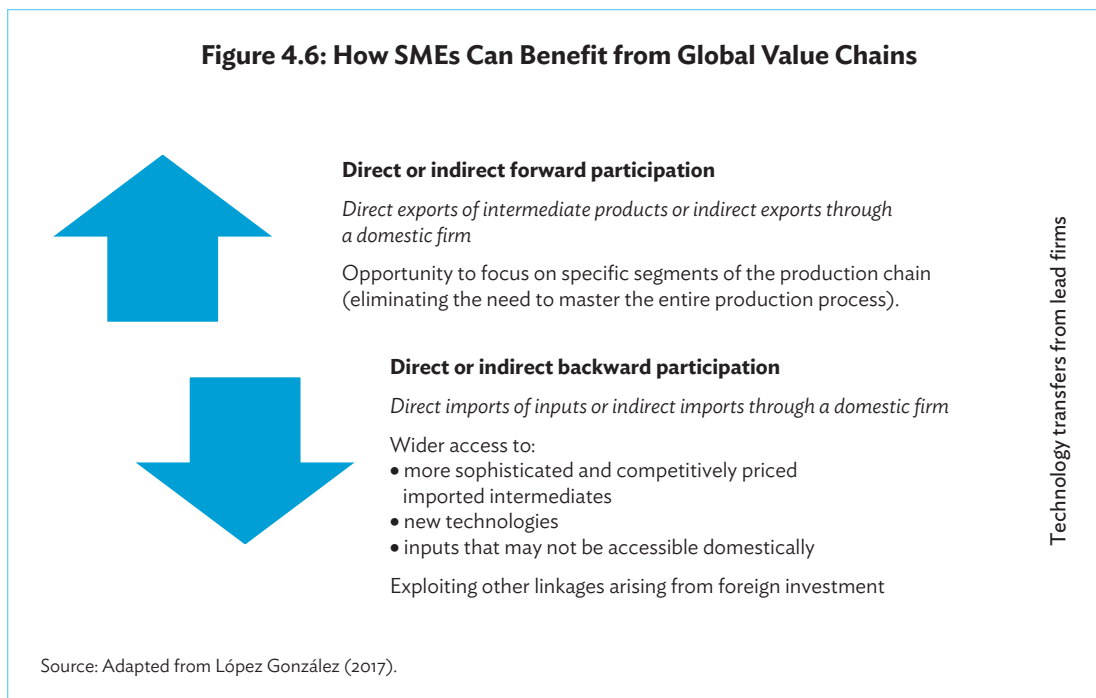 Figure 4.6: How SMEs Can Benefit from Global Value Chains
Direct or indirect forward participation
Direct exports of intermediate products or indirect exports through
a domestic firm
Opportunity to focus on specific segments of the production chain
(eliminating the need to master the entire production process).
Direct or indirect backward participation
Direct imports of inputs or indirect imports through a domestic firm
Wider access to:
• more sophisticated and competitively priced
imported intermediates
• new technologies
• inputs that may not be accessible domestically
Exploiting other linkages arising from foreign investment
Technology transfers from lead firms
Source: Adapted from López González (2017).